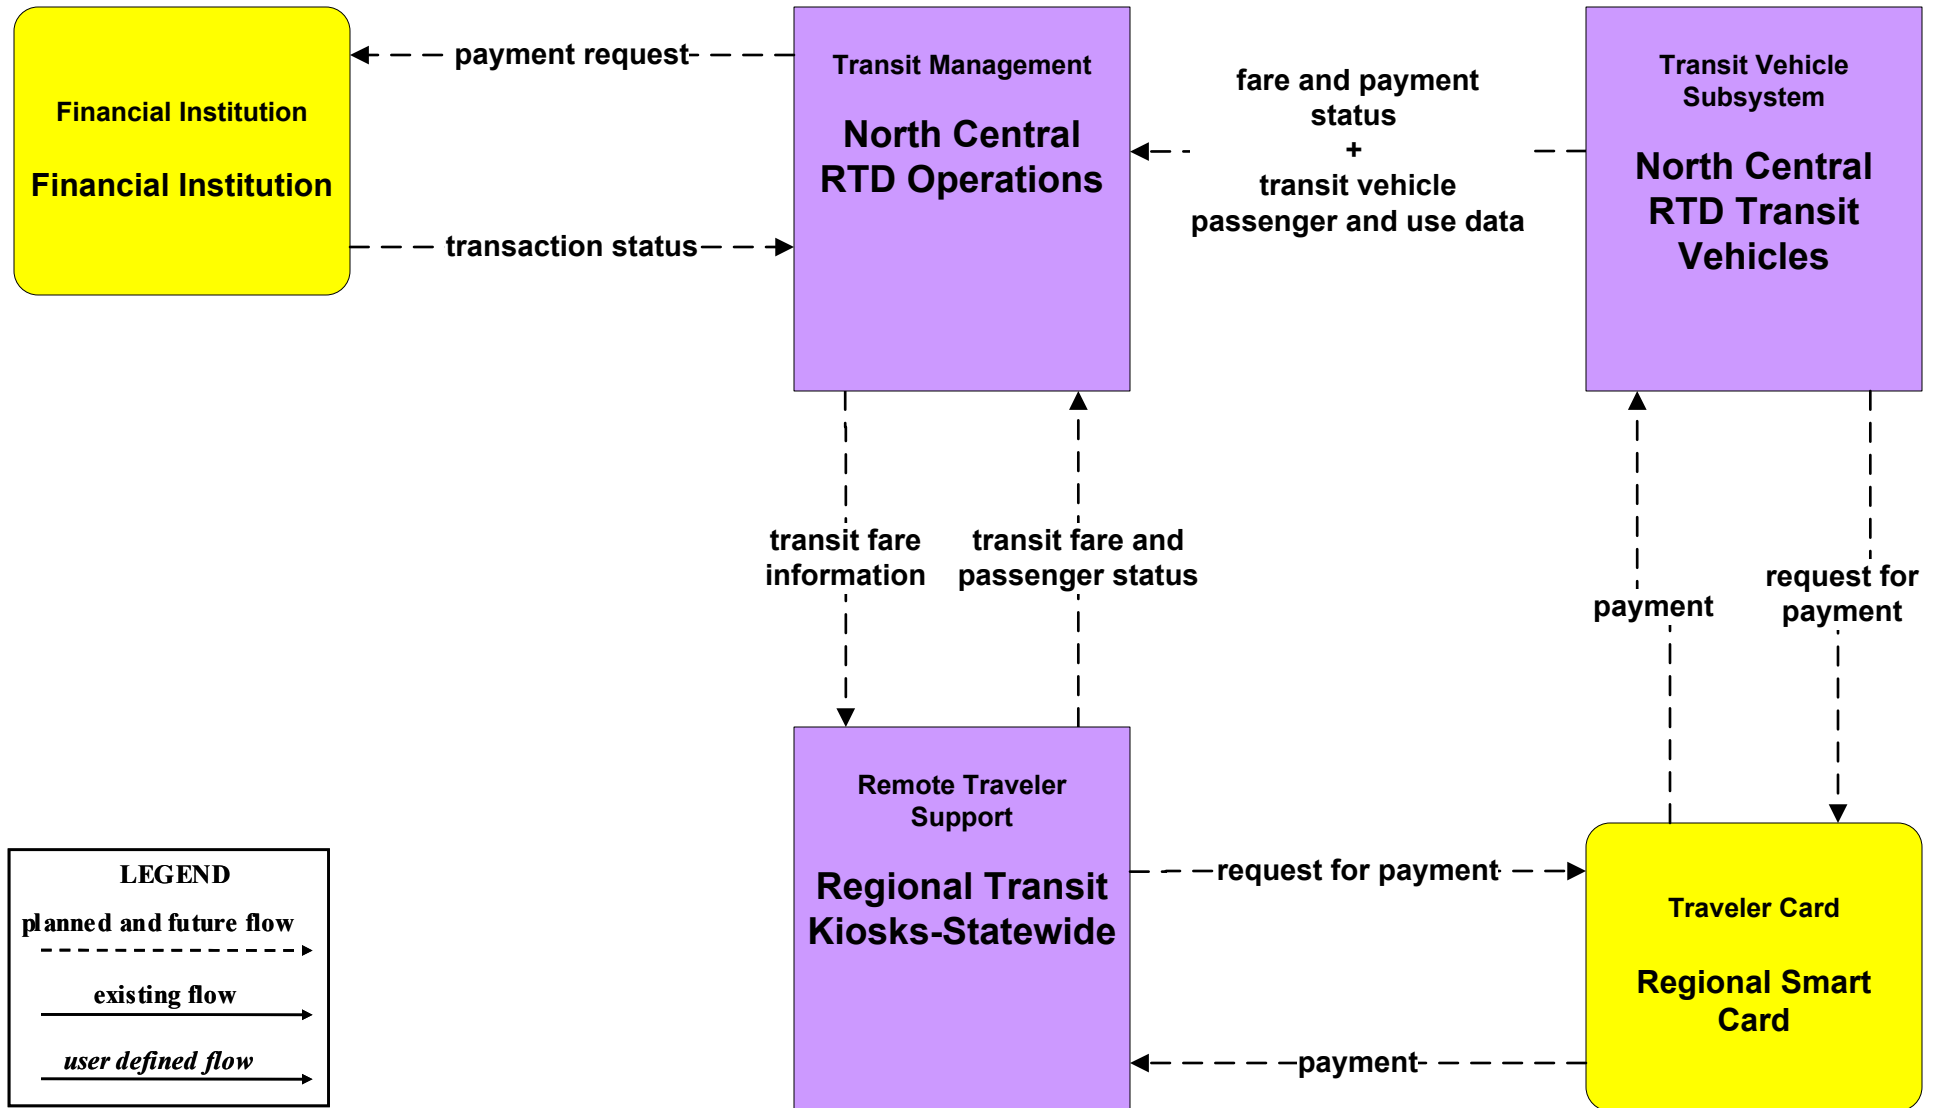 payment request
Financial Institution
Financial Institution
transaction status
Transit Management
North Central
RTD Operations
fare and payment
status
+
transit vehicle
passenger and use data
Transit Vehicle
Subsystem
North Central
RTD Transit
Vehicles
transit fare
information
transit fare and
passenger status
payment
request for
payment
Remote Traveler
Support
Regional Transit
Kiosks-Statewide
request for payment
payment
Traveler Card
Regional Smart
Card
LEGEND
planned and future flow
existing flow
user defined flow